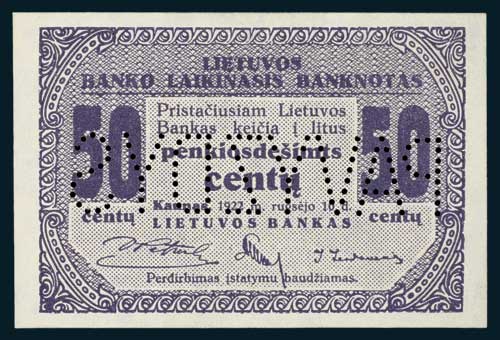 LIETUVOS
BANKO LAIKINASIS BANKNOTAS
50 50
Pristačiusiam Lietuvos
Bankas keičia į litus
penkiosdešimts
centų
centų centų
Kaunas, 1922 m. rugsėjo 10 d.
LIETUVOS BANKAS
Perdirbimas įstatymu baudžiamas.